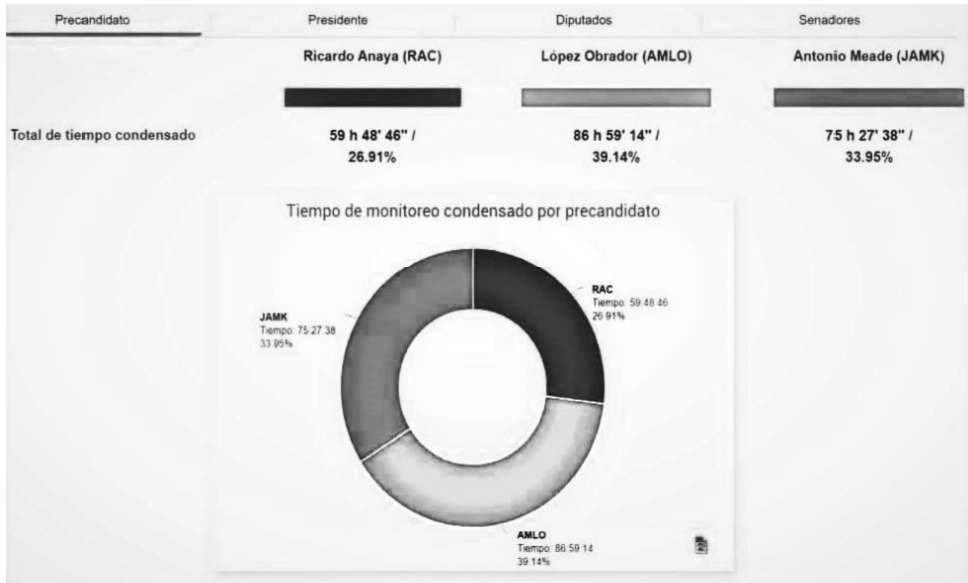 Precandidato Presidente Diputados Senadores
Ricardo Anaya (RAC) López Obrador (AMLO) Antonio Meade (JAMK)
Total de tiempo condensado 59 h 48' 46" / 86 h 59' 14" / 75 h 27' 38" /
26.91% 39.14% 33.95%
Tiempo de monitoreo condensado por precandidato
RAC
Tiempo: 59:48:46
26.91%
JAMK
Tiempo: 75:27:38
33.95%
AMLO
Tiempo: 86:59:14
39.14%